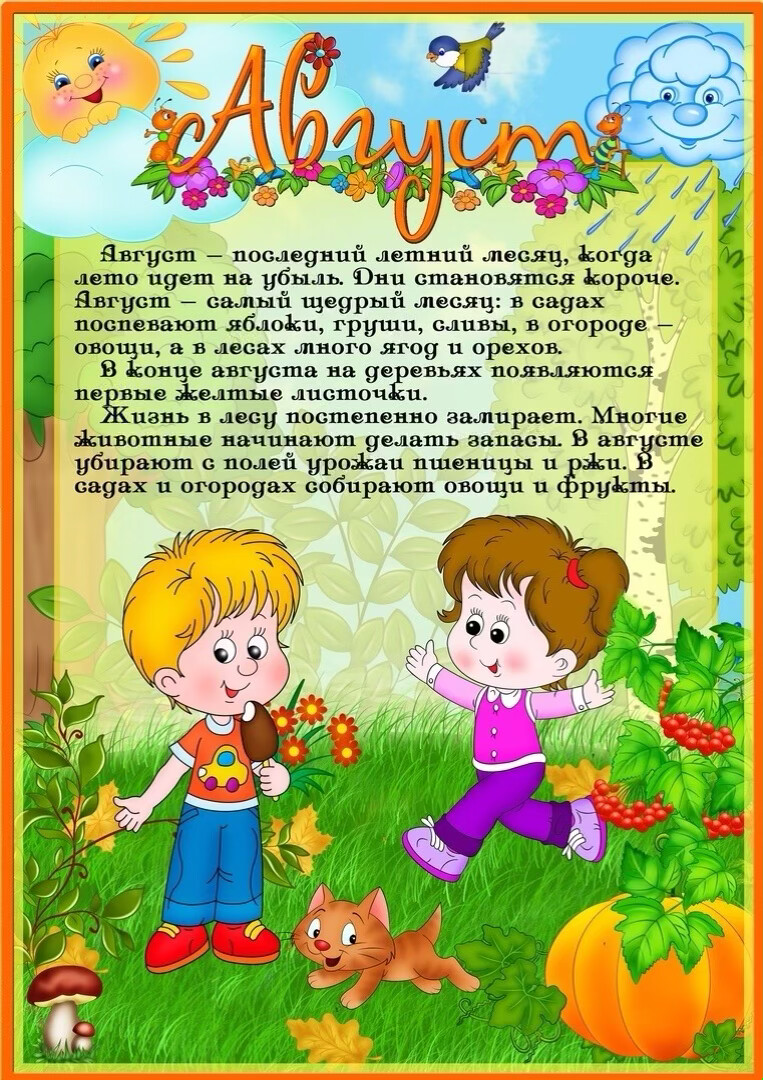 Август
Август – последний летний месяц, когда
лето идет на убыль. Дни становятся короче.
Август – самый щедрый месяц: в садах
поспевают яблоки, груши, сливы, в огороде –
овощи, а в лесах много ягод и орехов.
В конце августа на деревьях появляются
первые желтые листочки.
Жизнь в лесу постепенно замирает. Многие
животные начинают делать запасы. В августе
убирают с полей урожаи пшеницы и ржи. В
садах и огородах собирают овощи и фрукты.